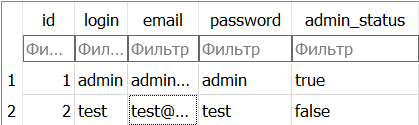 id login email password admin_status
Фи... Фил... Фильтр Фильтр Фильтр
1 1 admin admin... admin true
2 2 test test@... test false